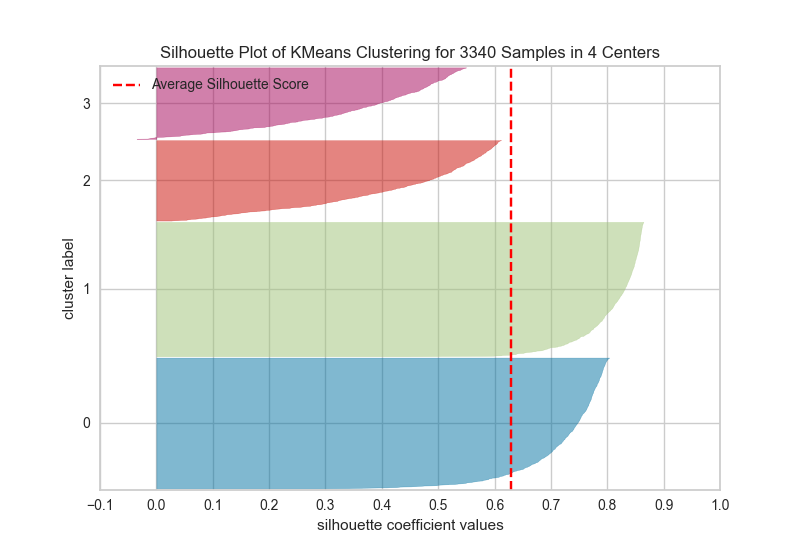 Silhouette Plot of KMeans Clustering for 3340 Samples in 4 Centers
Average Silhouette Score
3
2
1
0
cluster label
−0.1 0.0 0.1 0.2 0.3 0.4 0.5 0.6 0.7 0.8 0.9 1.0
silhouette coefficient values